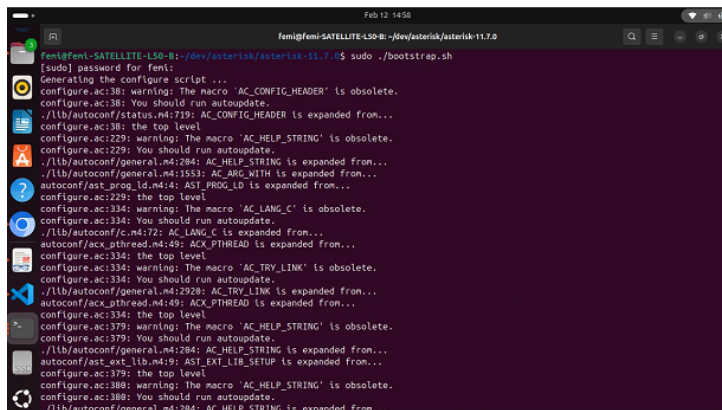 Feb 12 14:58
femi@femi-SATELLITE-L50-B: ~/dev/asterisk/asterisk-11.7.0
femi@femi-SATELLITE-L50-B:~/dev/asterisk/asterisk-11.7.0$ sudo ./bootstrap.sh
[sudo] password for femi:
Generating the configure script ...
configure.ac:38: warning: The macro `AC_CONFIG_HEADER' is obsolete.
configure.ac:38: You should run autoupdate.
./lib/autoconf/status.m4:719: AC_CONFIG_HEADER is expanded from...
configure.ac:38: the top level
configure.ac:229: warning: The macro `AC_HELP_STRING' is obsolete.
configure.ac:229: You should run autoupdate.
./lib/autoconf/general.m4:204: AC_HELP_STRING is expanded from...
./lib/autoconf/general.m4:1553: AC_ARG_WITH is expanded from...
autoconf/ast_prog_ld.m4:4: AST_PROG_LD is expanded from...
configure.ac:229: the top level
configure.ac:334: warning: The macro `AC_LANG_C' is obsolete.
configure.ac:334: You should run autoupdate.
./lib/autoconf/c.m4:72: AC_LANG_C is expanded from...
autoconf/acx_pthread.m4:49: ACX_PTHREAD is expanded from...
configure.ac:334: the top level
configure.ac:334: warning: The macro `AC_TRY_LINK' is obsolete.
configure.ac:334: You should run autoupdate.
./lib/autoconf/general.m4:2920: AC_TRY_LINK is expanded from...
autoconf/acx_pthread.m4:49: ACX_PTHREAD is expanded from...
configure.ac:334: the top level
configure.ac:379: warning: The macro `AC_HELP_STRING' is obsolete.
configure.ac:379: You should run autoupdate.
./lib/autoconf/general.m4:204: AC_HELP_STRING is expanded from...
autoconf/ast_ext_lib.m4:9: AST_EXT_LIB_SETUP is expanded from...
configure.ac:379: the top level
configure.ac:380: warning: The macro `AC_HELP_STRING' is obsolete.
configure.ac:380: You should run autoupdate.
./lib/autoconf/general.m4:204: AC_HELP_STRING is expanded from
3
SSD